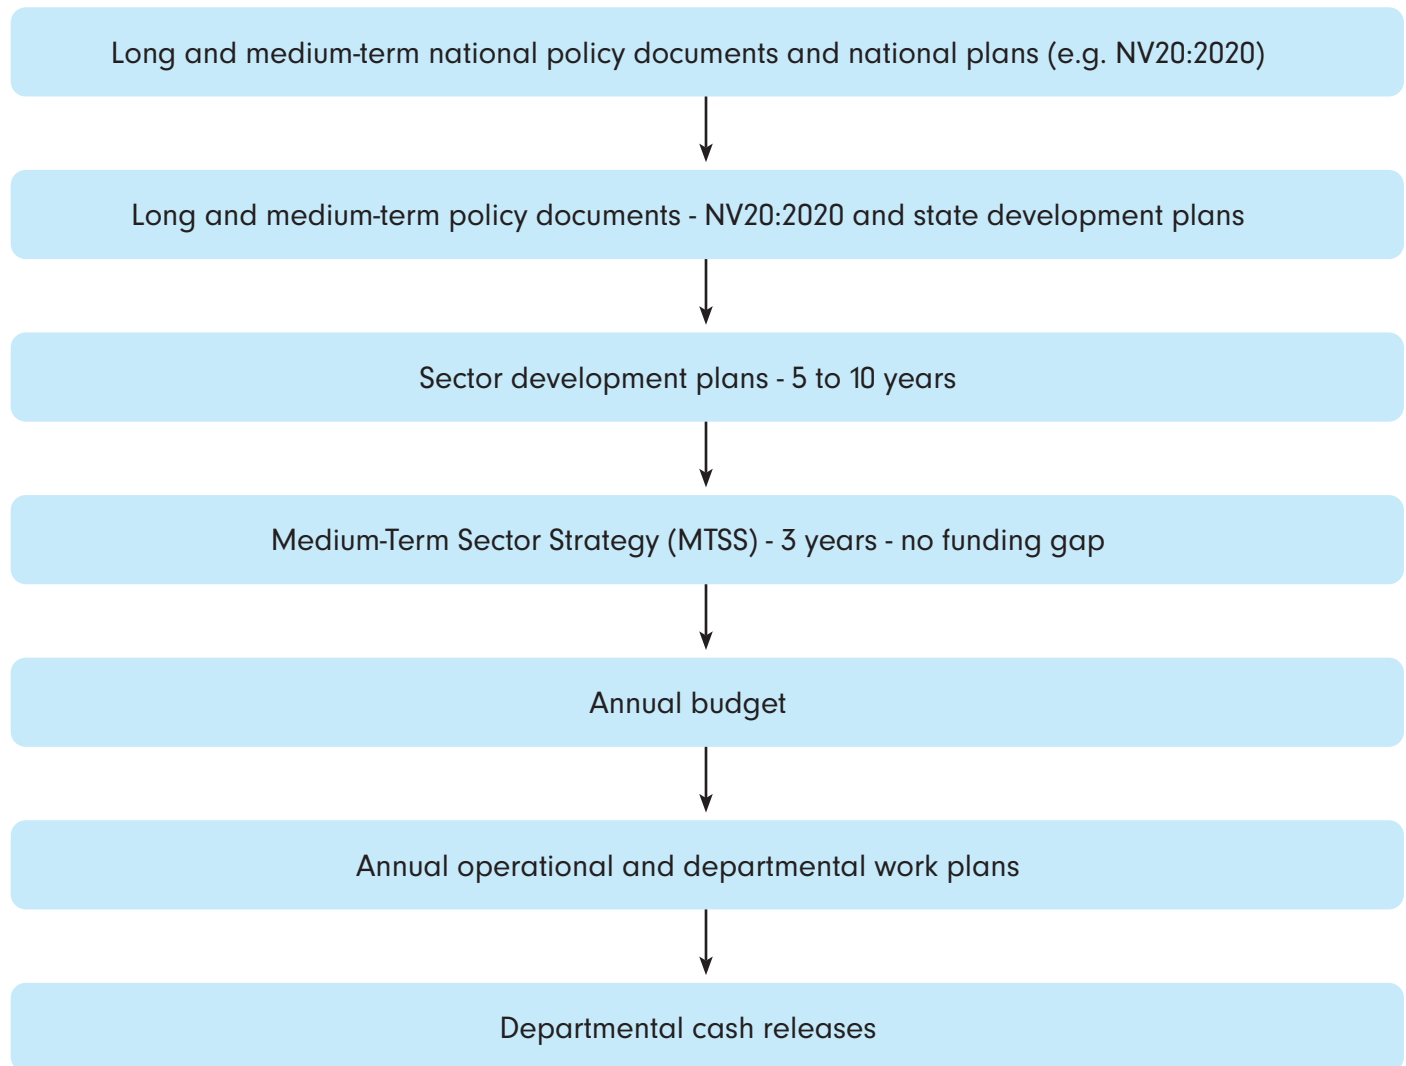 Long and medium-term national policy documents and national plans (e.g. NV20:2020)
Long and medium-term policy documents - NV20:2020 and state development plans
Sector development plans - 5 to 10 years
Medium-Term Sector Strategy (MTSS) - 3 years - no funding gap
Annual budget
Annual operational and departmental work plans
Departmental cash releases